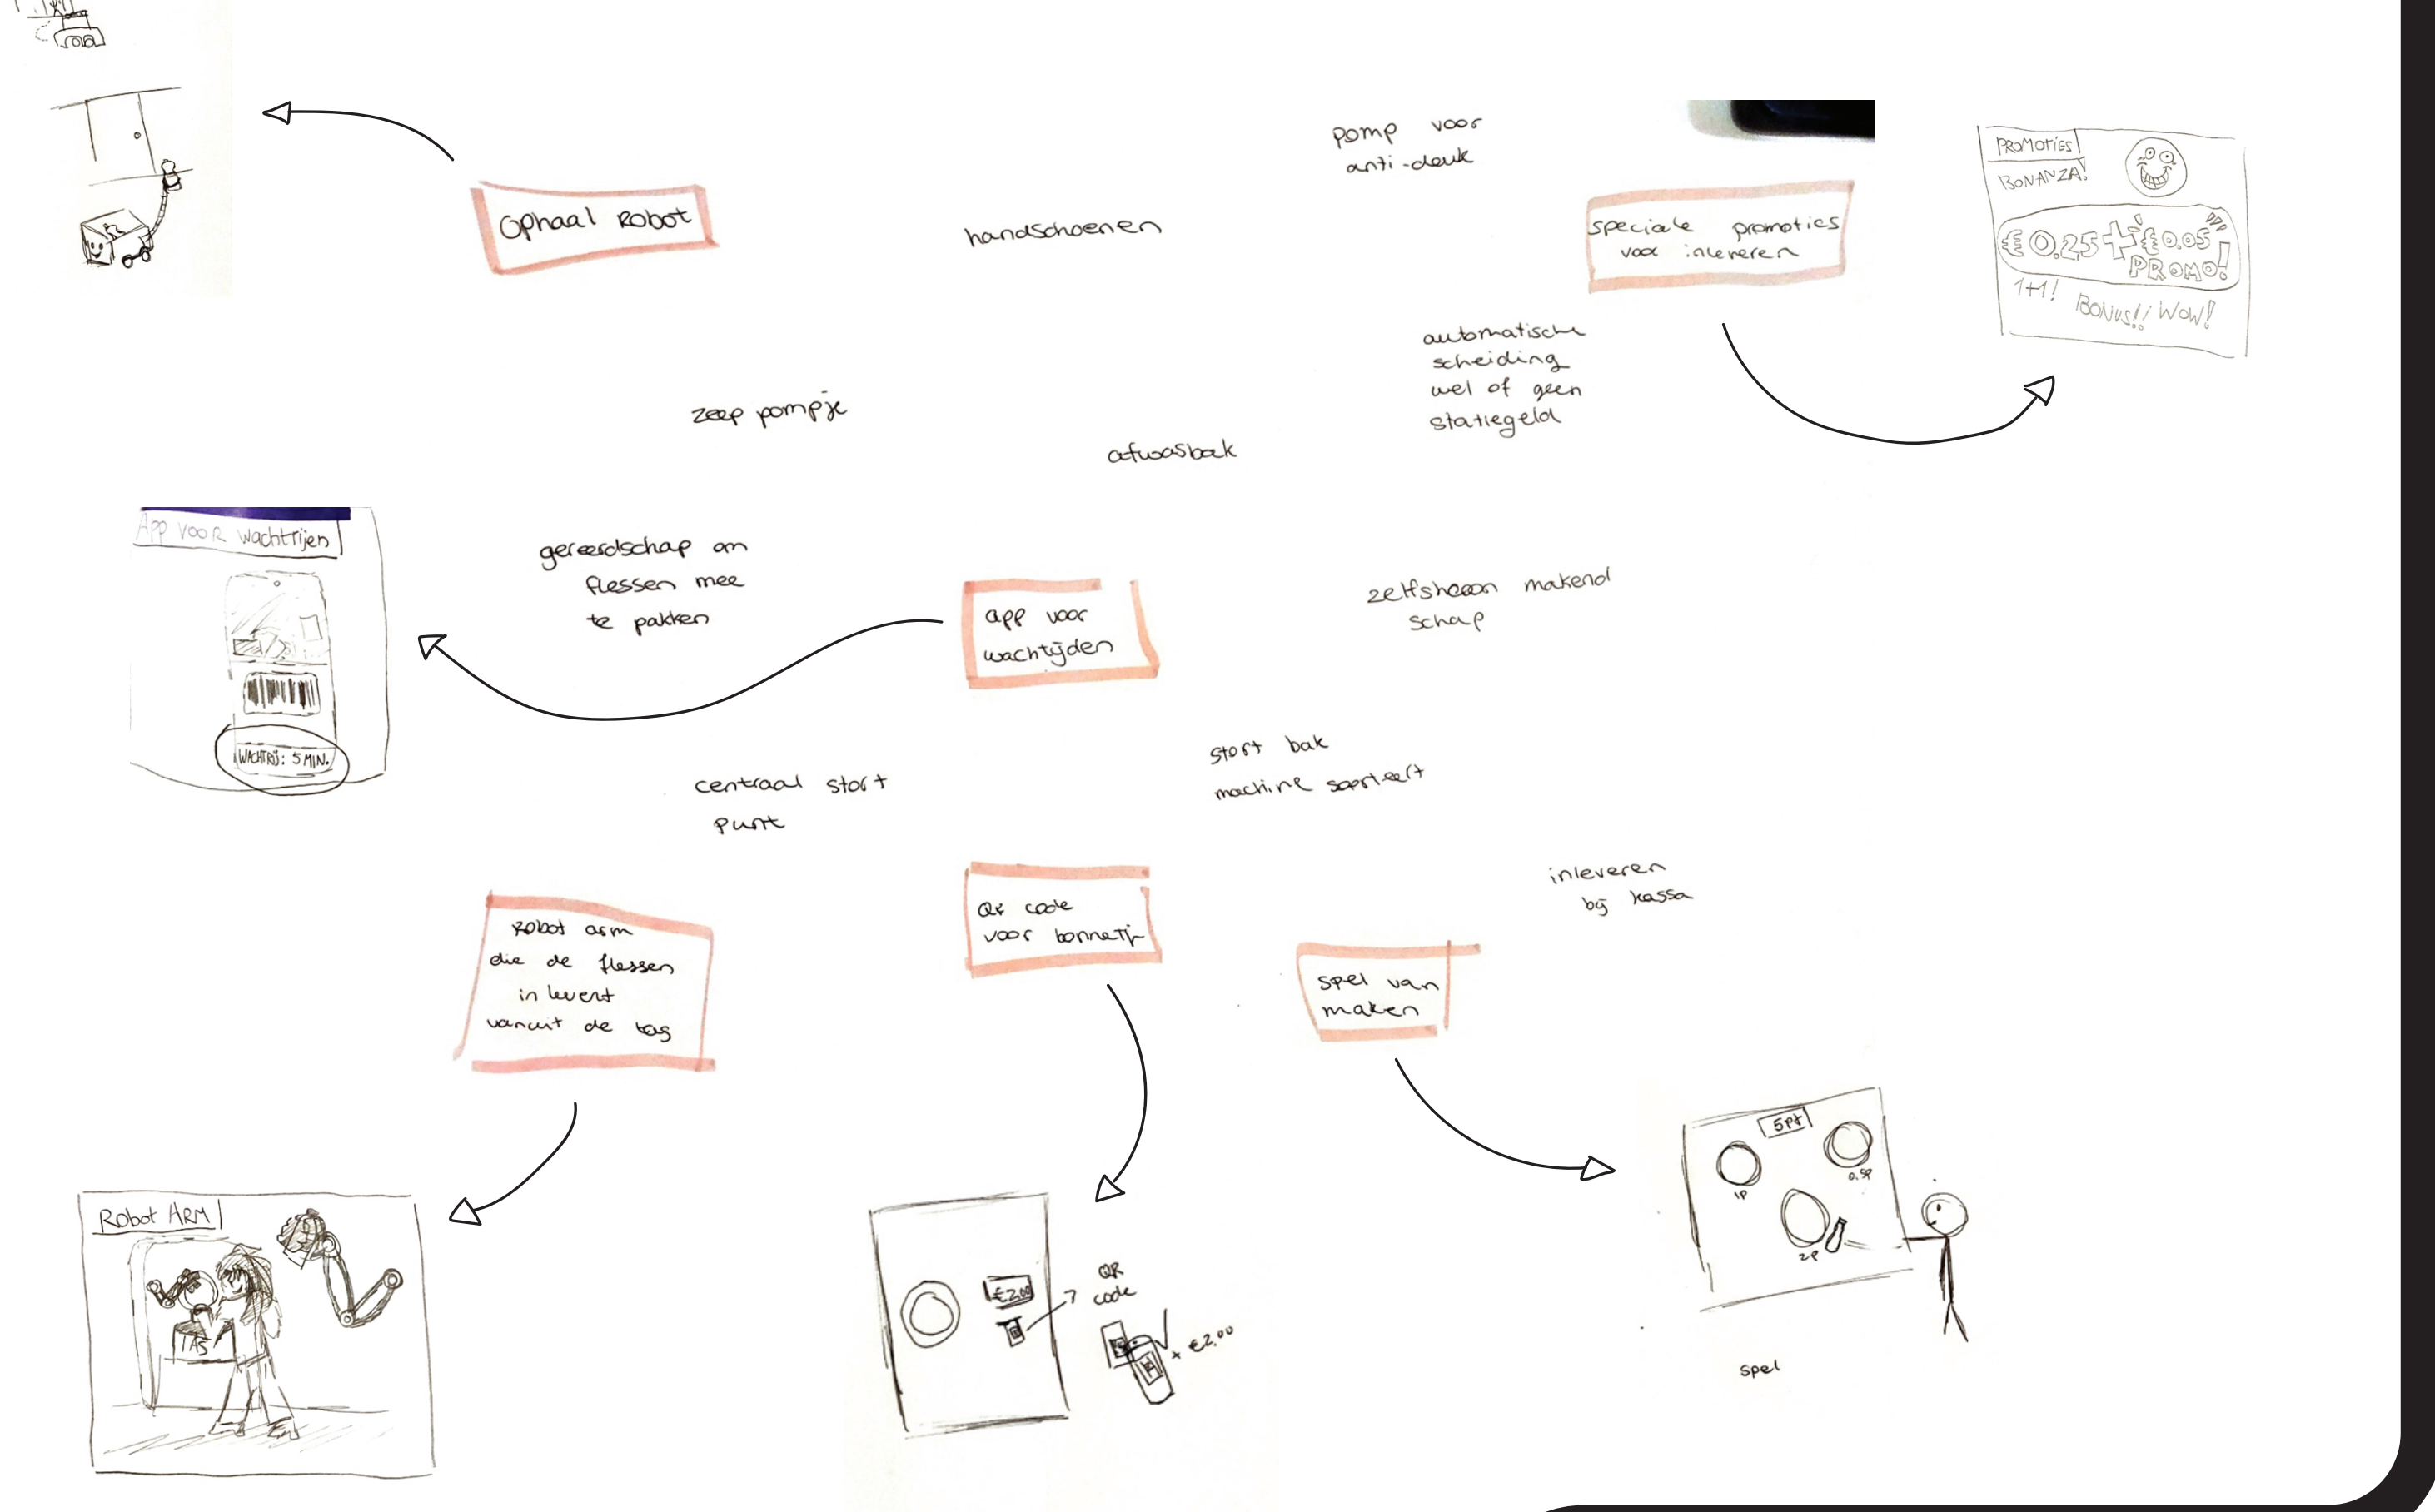 Ophaal Robot
handschoenen
pomp voor
anti-deuk
speciale promoties
voor inleveren
PROMOTIES
BONANZA!
€0.25 + €0.05
PROMO!
1+1!
BONUS!! WOW!
automatische
scheiding
wel of geen
statiegeld
zeep pompje
afwasbak
App voor wachtrijen
WACHTRIJ: 5 MIN.
gereedschap om
flessen mee
te pakken
app voor
wachtijden
zelfshoon makend
schap
centraal stort
punt
stort bak
machine soorteert
Robot arm
die de flessen
in levert
vanuit de tas
QR code
voor bonnetje
inleveren
bij kassa
spel van
maken
Robot ARM
TAS
€2.00
QR
code
+ €2.00
5pt
1P
0.5P
2P
spel